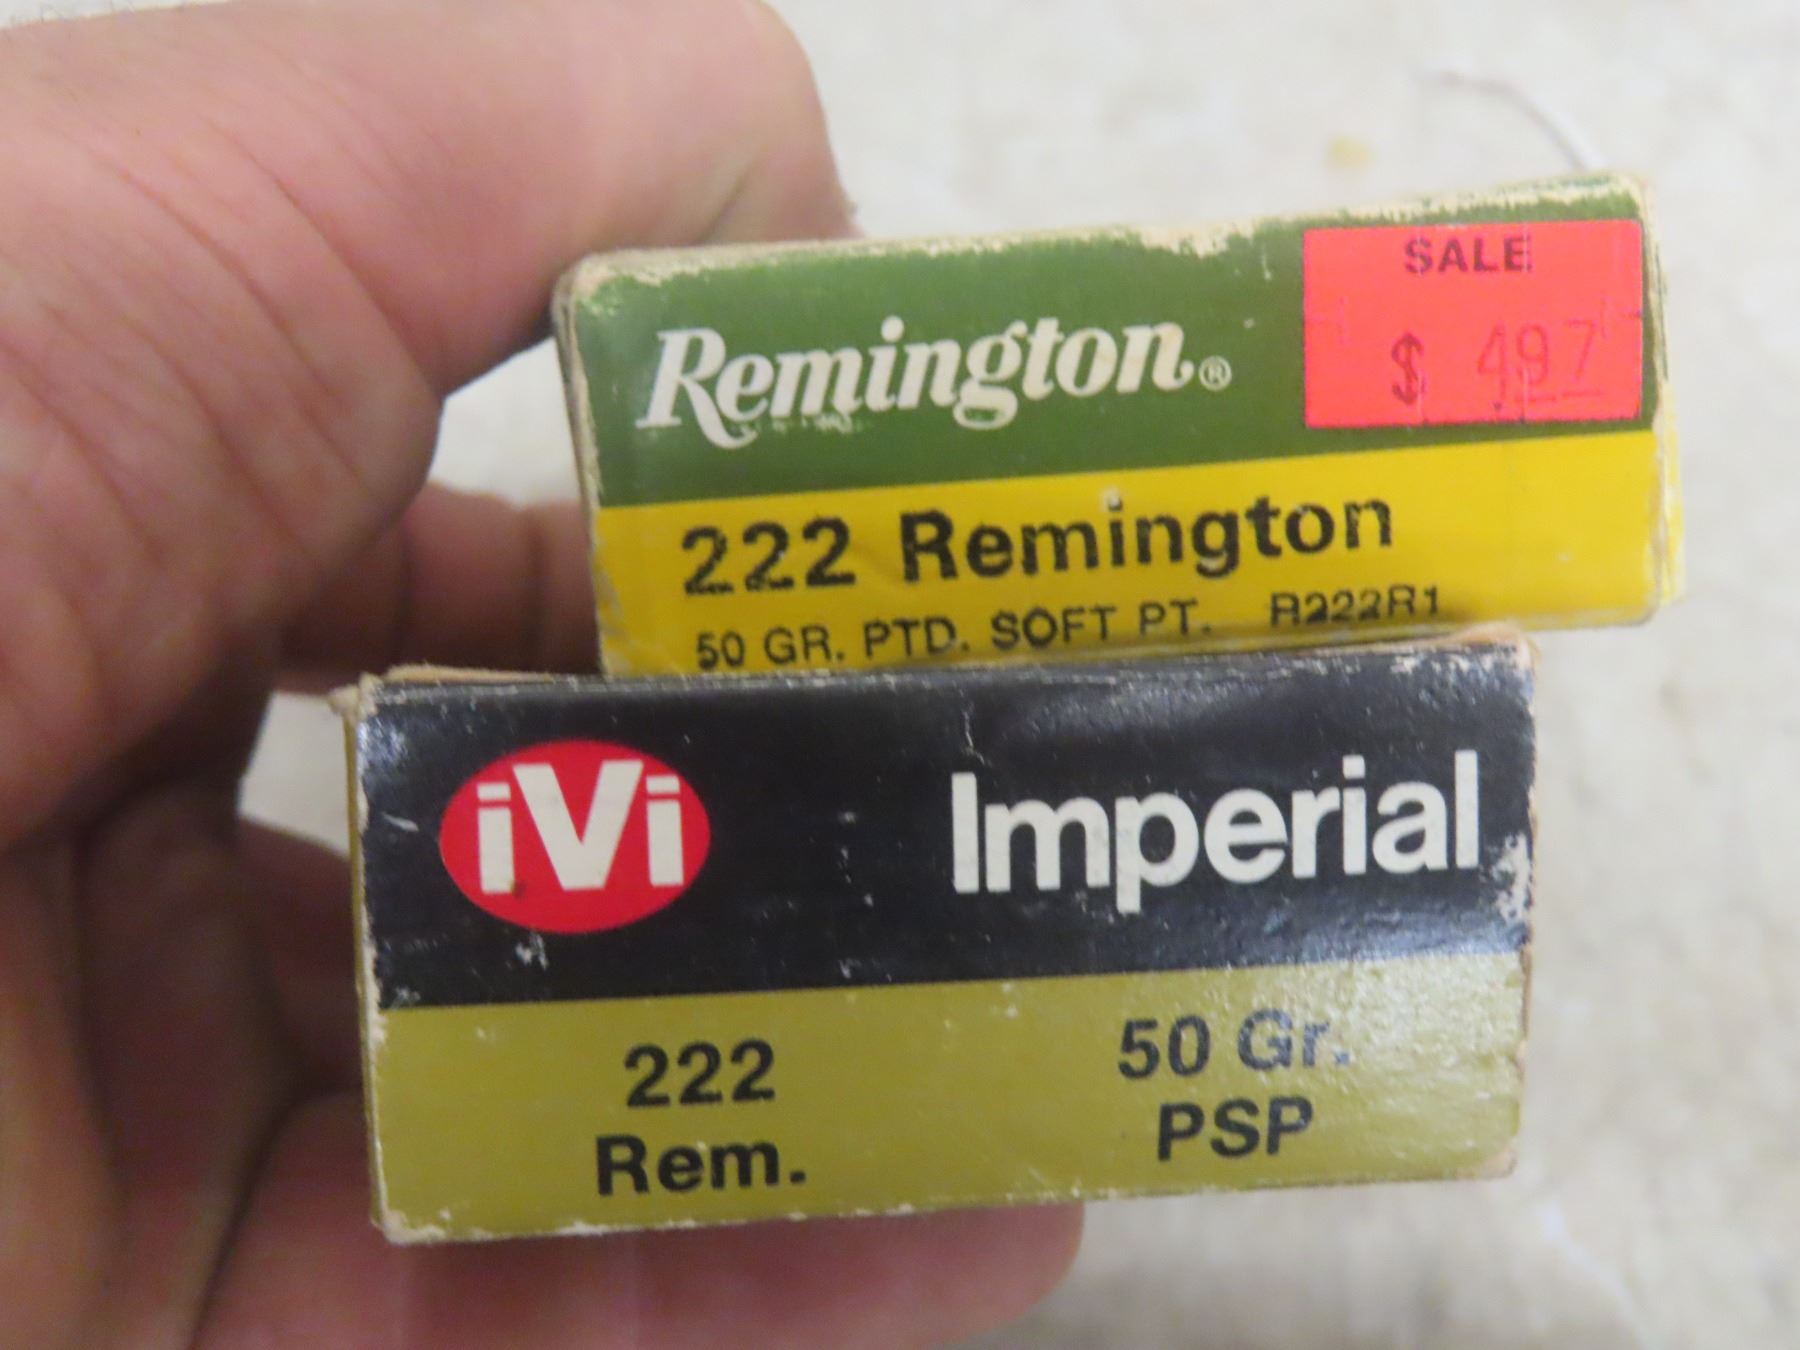 SALE
$ 497
Remington®
222 Remington
50 GR. PTD. SOFT PT. R222R1
iVi Imperial
222 50 Gr.
Rem. PSP